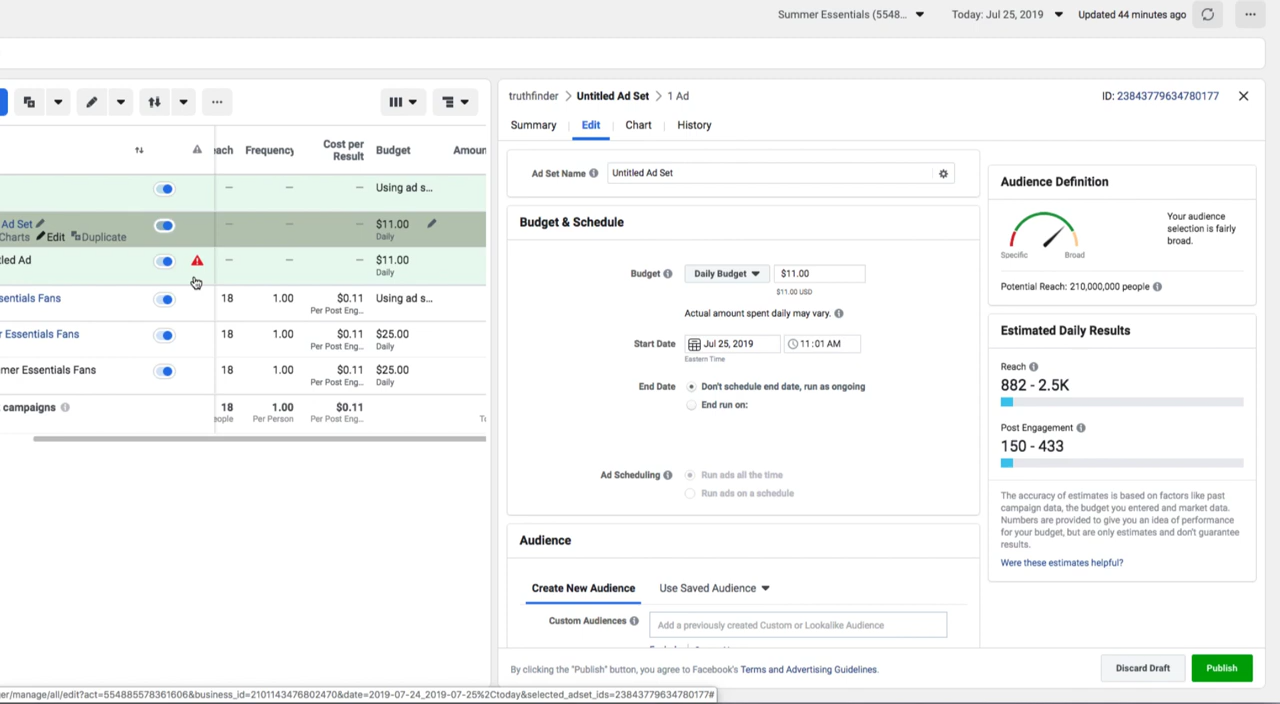 Summer Essentials (5548... Today: Jul 25, 2019 Updated 44 minutes ago
truthfinder > Untitled Ad Set > 1 Ad ID: 23843779634780177
Summary Edit Chart History
ach Frequency Cost per Result Budget Amoun
— — — Using ad s...
Ad Set — — — $11.00
Charts Edit Duplicate Daily
led Ad — — — $11.00
Daily
sentials Fans 18 1.00 $0.11 Using ad s...
Per Post Eng...
r Essentials Fans 18 1.00 $0.11 $25.00
Per Post Eng... Daily
mer Essentials Fans 18 1.00 $0.11 $25.00
Per Post Eng... Daily
campaigns 18 1.00 $0.11
eople Per Person Per Post Eng...
Ad Set Name Untitled Ad Set
Budget & Schedule
Budget Daily Budget $11.00
$11.00 USD
Actual amount spent daily may vary.
Start Date Jul 25, 2019 11:01 AM
Eastern Time
End Date Don't schedule end date, run as ongoing
End run on:
Ad Scheduling Run ads all the time
Run ads on a schedule
Audience
Create New Audience Use Saved Audience
Custom Audiences Add a previously created Custom or Lookalike Audience
By clicking the "Publish" button, you agree to Facebook's Terms and Advertising Guidelines.
Discard Draft Publish
Audience Definition
Your audience
selection is fairly
broad.
Specific Broad
Potential Reach: 210,000,000 people
Estimated Daily Results
Reach
882 - 2.5K
Post Engagement
150 - 433
The accuracy of estimates is based on factors like past
campaign data, the budget you entered and market data.
Numbers are provided to give you an idea of performance
for your budget, but are only estimates and don't guarantee
results.
Were these estimates helpful?
er/manage/all/edit?act=554885578361606&business_id=2101143476802470&date=2019-07-24_2019-07-25%2Ctoday&selected_adset_ids=23843779634780177#